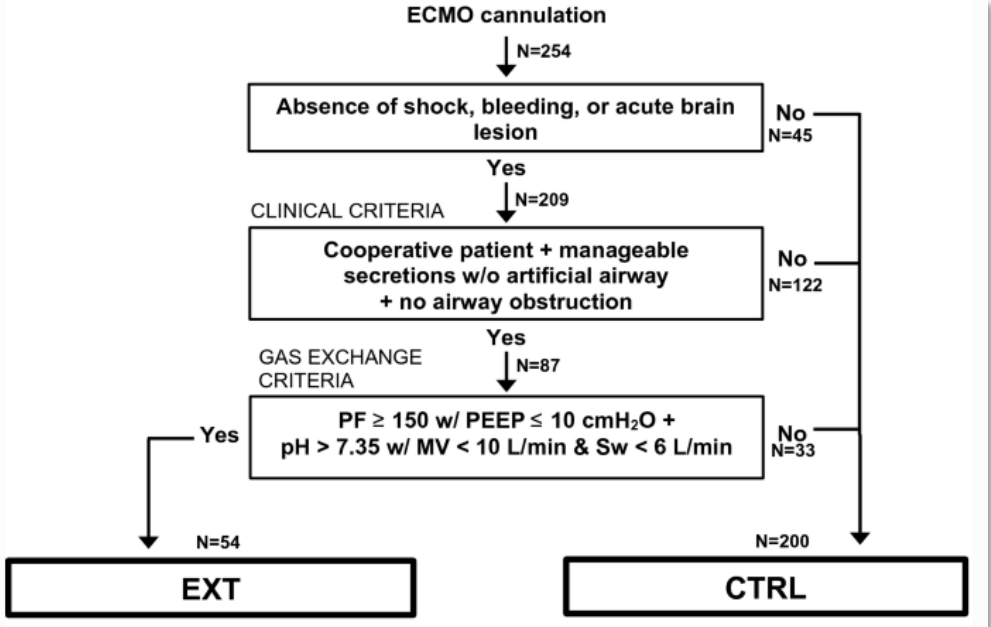 ECMO cannulation
N=254
Absence of shock, bleeding, or acute brain
lesion
No
N=45
Yes
N=209
CLINICAL CRITERIA
Cooperative patient + manageable
secretions w/o artificial airway
+ no airway obstruction
No
N=122
Yes
N=87
GAS EXCHANGE
CRITERIA
PF ≥ 150 w/ PEEP ≤ 10 cmH₂O +
pH > 7.35 w/ MV < 10 L/min & Sw < 6 L/min
Yes
No
N=33
N=54
N=200
EXT
CTRL